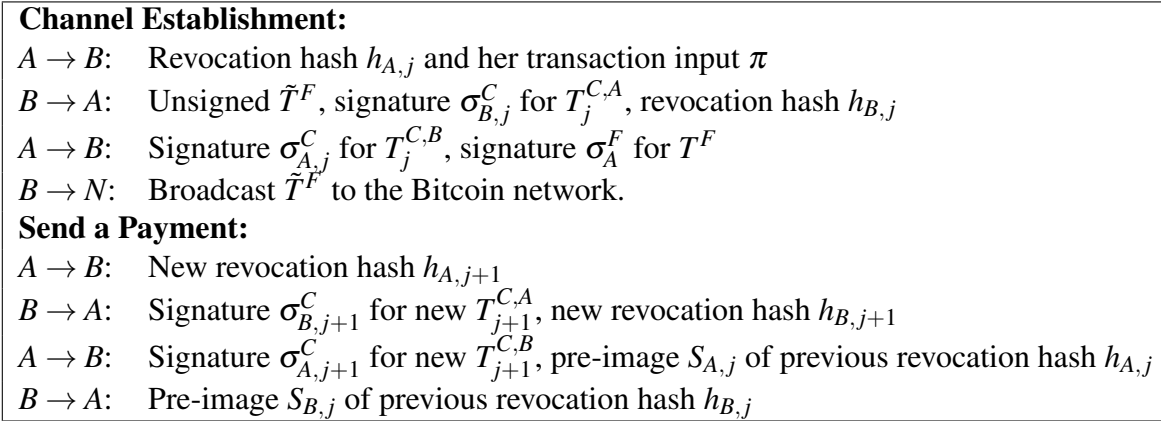 Channel Establishment:
A → B: Revocation hash h_{A,j} and her transaction input π
B → A: Unsigned T̃^F, signature σ^C_{B,j} for T^{C,A}_j, revocation hash h_{B,j}
A → B: Signature σ^C_{A,j} for T^{C,B}_j, signature σ^F_A for T^F
B → N: Broadcast T̃^F to the Bitcoin network.
Send a Payment:
A → B: New revocation hash h_{A,j+1}
B → A: Signature σ^C_{B,j+1} for new T^{C,A}_{j+1}, new revocation hash h_{B,j+1}
A → B: Signature σ^C_{A,j+1} for new T^{C,B}_{j+1}, pre-image S_{A,j} of previous revocation hash h_{A,j}
B → A: Pre-image S_{B,j} of previous revocation hash h_{B,j}